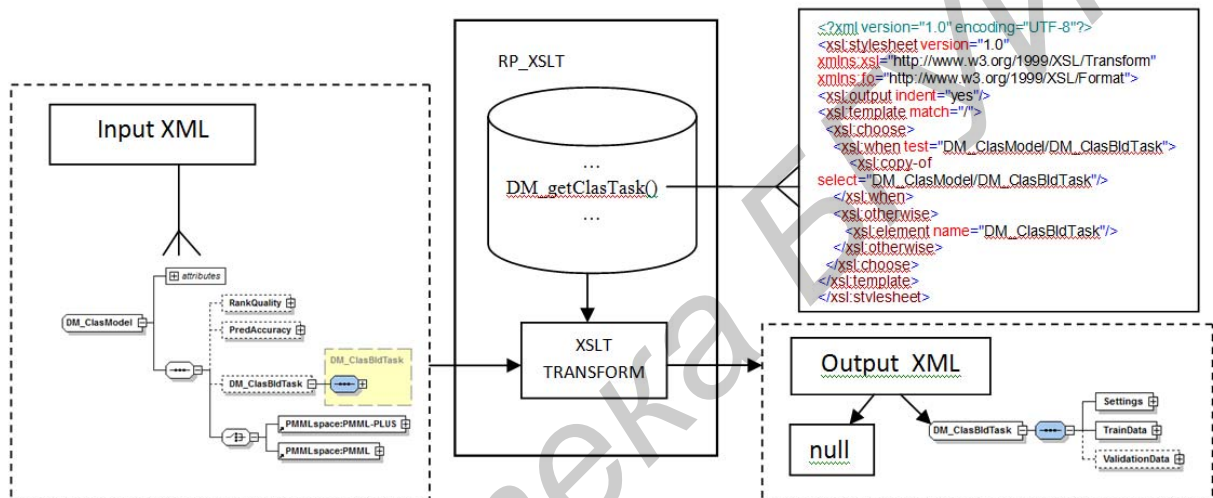 Input XML
attributes
DM_ClasModel
RankQuality
PredAccuracy
DM_ClasBldTask
DM_ClasBldTask
PMMLspace:PMML-PLUS
PMMLspace:PMML
RP_XSLT
...
DM_getClasTask()
...
XSLT
TRANSFORM
<?xml version="1.0" encoding="UTF-8"?>
<xsl:stylesheet version="1.0"
xmlns:xsl="http://www.w3.org/1999/XSL/Transform"
xmlns:fo="http://www.w3.org/1999/XSL/Format">
<xsl:output indent="yes"/>
<xsl:template match="/">
<xsl:choose>
<xsl:when test="DM_ClasModel/DM_ClasBldTask">
<xsl:copy-of
select="DM_ClasModel/DM_ClasBldTask"/>
</xsl:when>
<xsl:otherwise>
<xsl:element name="DM_ClasBldTask"/>
</xsl:otherwise>
</xsl:choose>
</xsl:template>
</xsl:stylesheet>
Output XML
null
DM_ClasBldTask
Settings
TrainData
ValidationData